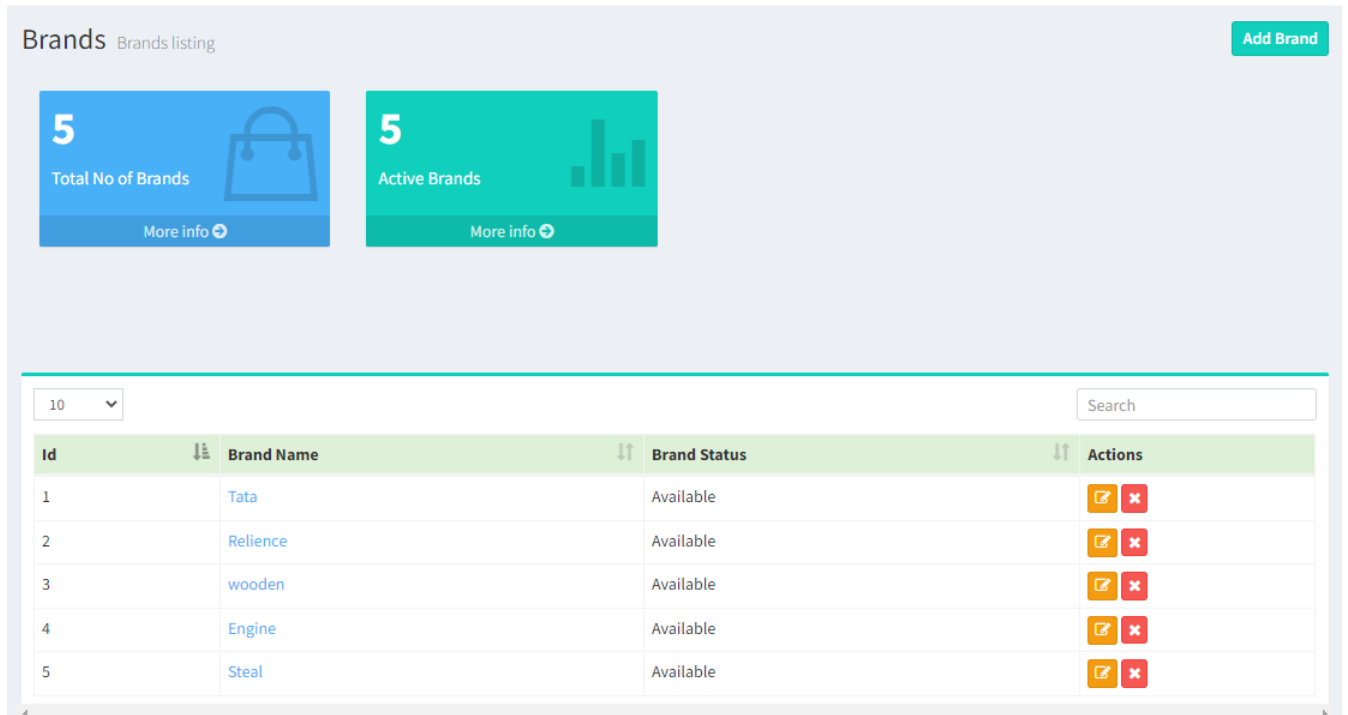 Brands Brands listing
Add Brand
5
Total No of Brands
More info
5
Active Brands
More info
10
Search
Id Brand Name Brand Status Actions
1 Tata Available
2 Relience Available
3 wooden Available
4 Engine Available
5 Steal Available